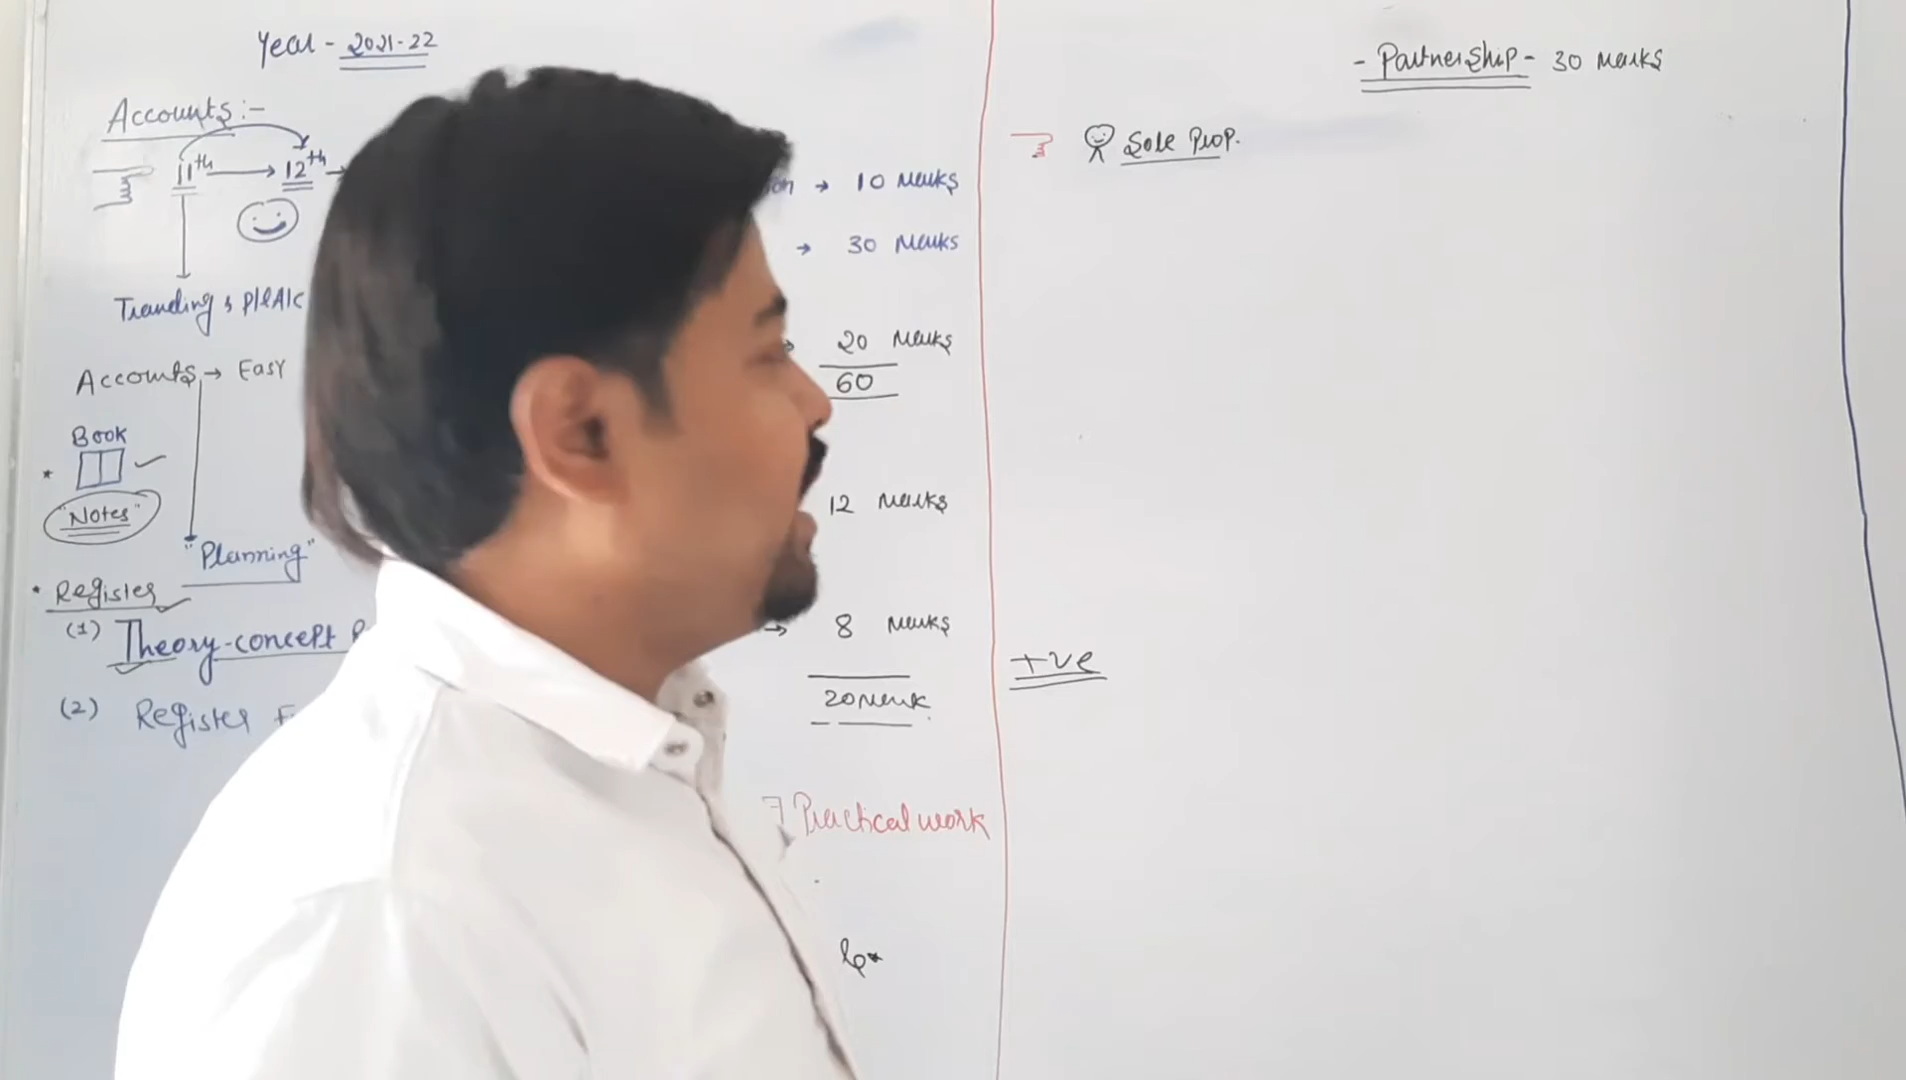 Year - 2021-22
Accounts :-
11th → 12th →
Tranding & P/L A/c
Accounts → Easy
Book
* 
"Notes"
"Planning"
* Register
(1) Theory-concept
(2) Register
→ 10 Marks
→ 30 Marks
20 Marks
60
12 Marks
→ 8 Marks
20 Mark.
Practical work
- Partnership - 30 Marks
Sole Prop.
+ve